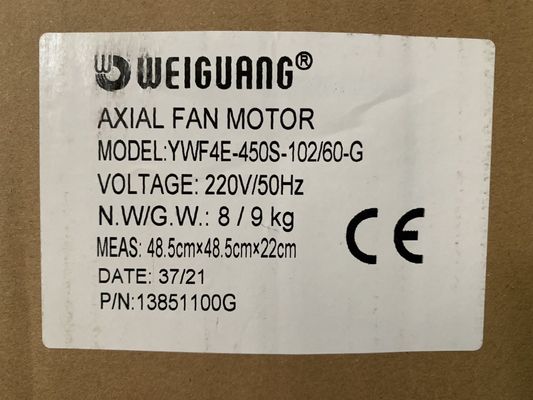 WEIGUANG®
AXIAL FAN MOTOR
MODEL:YWF4E-450S-102/60-G
VOLTAGE: 220V/50Hz
N.W/G.W.: 8 / 9 kg
MEAS: 48.5cm×48.5cm×22cm
DATE: 37/21
P/N:13851100G
CE